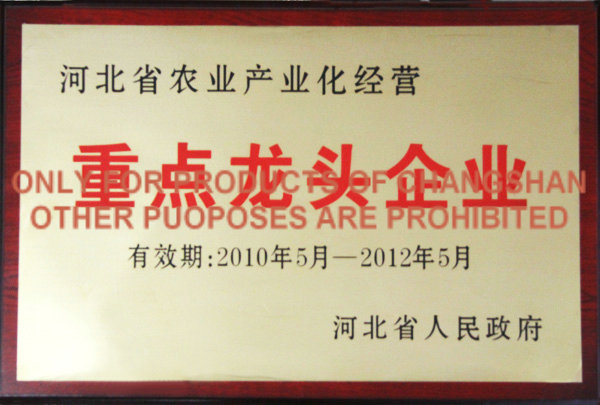 河北省农业产业化经营
重点龙头企业
ONLY FOR PRODUCTS OF CHANGSHAN
OTHER PUOPOSES ARE PROHIBITED
有效期:2010年5月—2012年5月
河北省人民政府